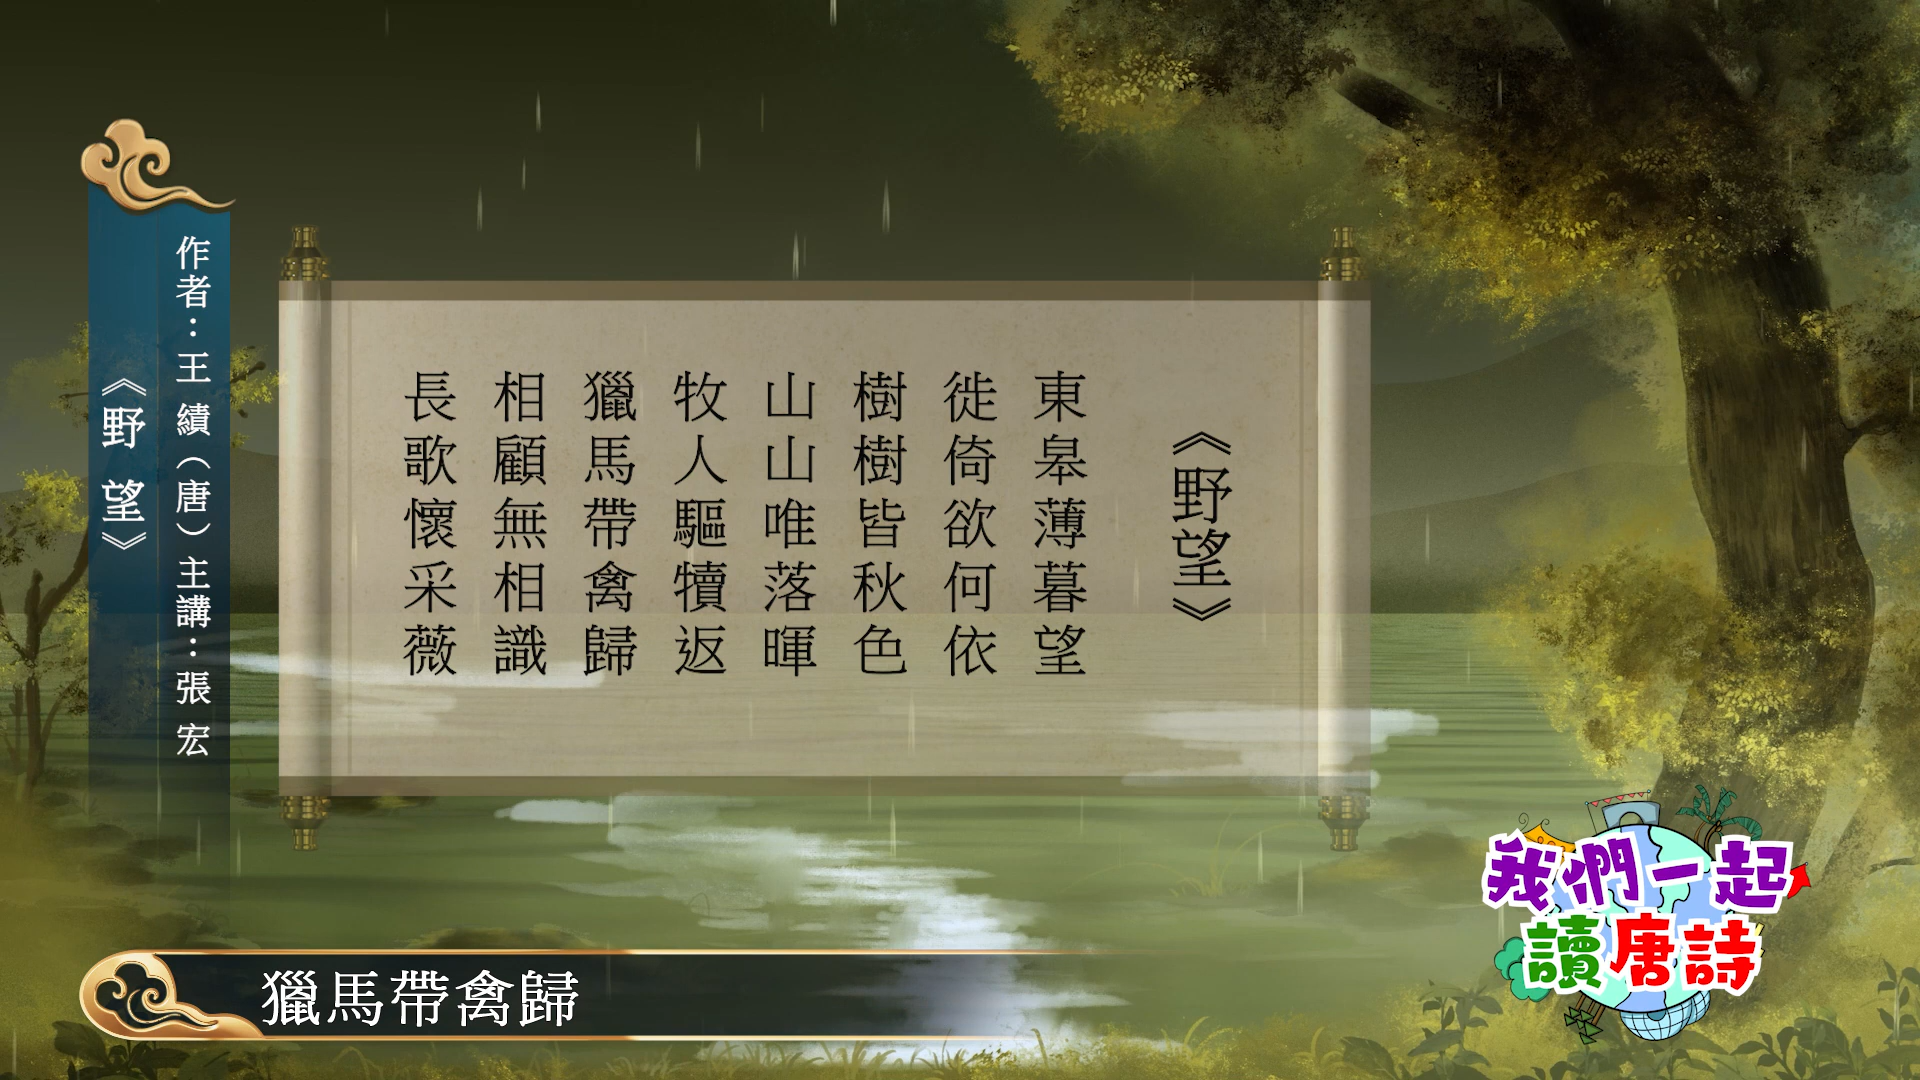 作者：王 績（唐）主講：張 宏
《野 望》
《野望》
東皋薄暮望
徙倚欲何依
樹樹皆秋色
山山唯落暉
牧人驅犢返
獵馬帶禽歸
相顧無相識
長歌懷采薇
獵馬帶禽歸
我們一起
讀唐詩